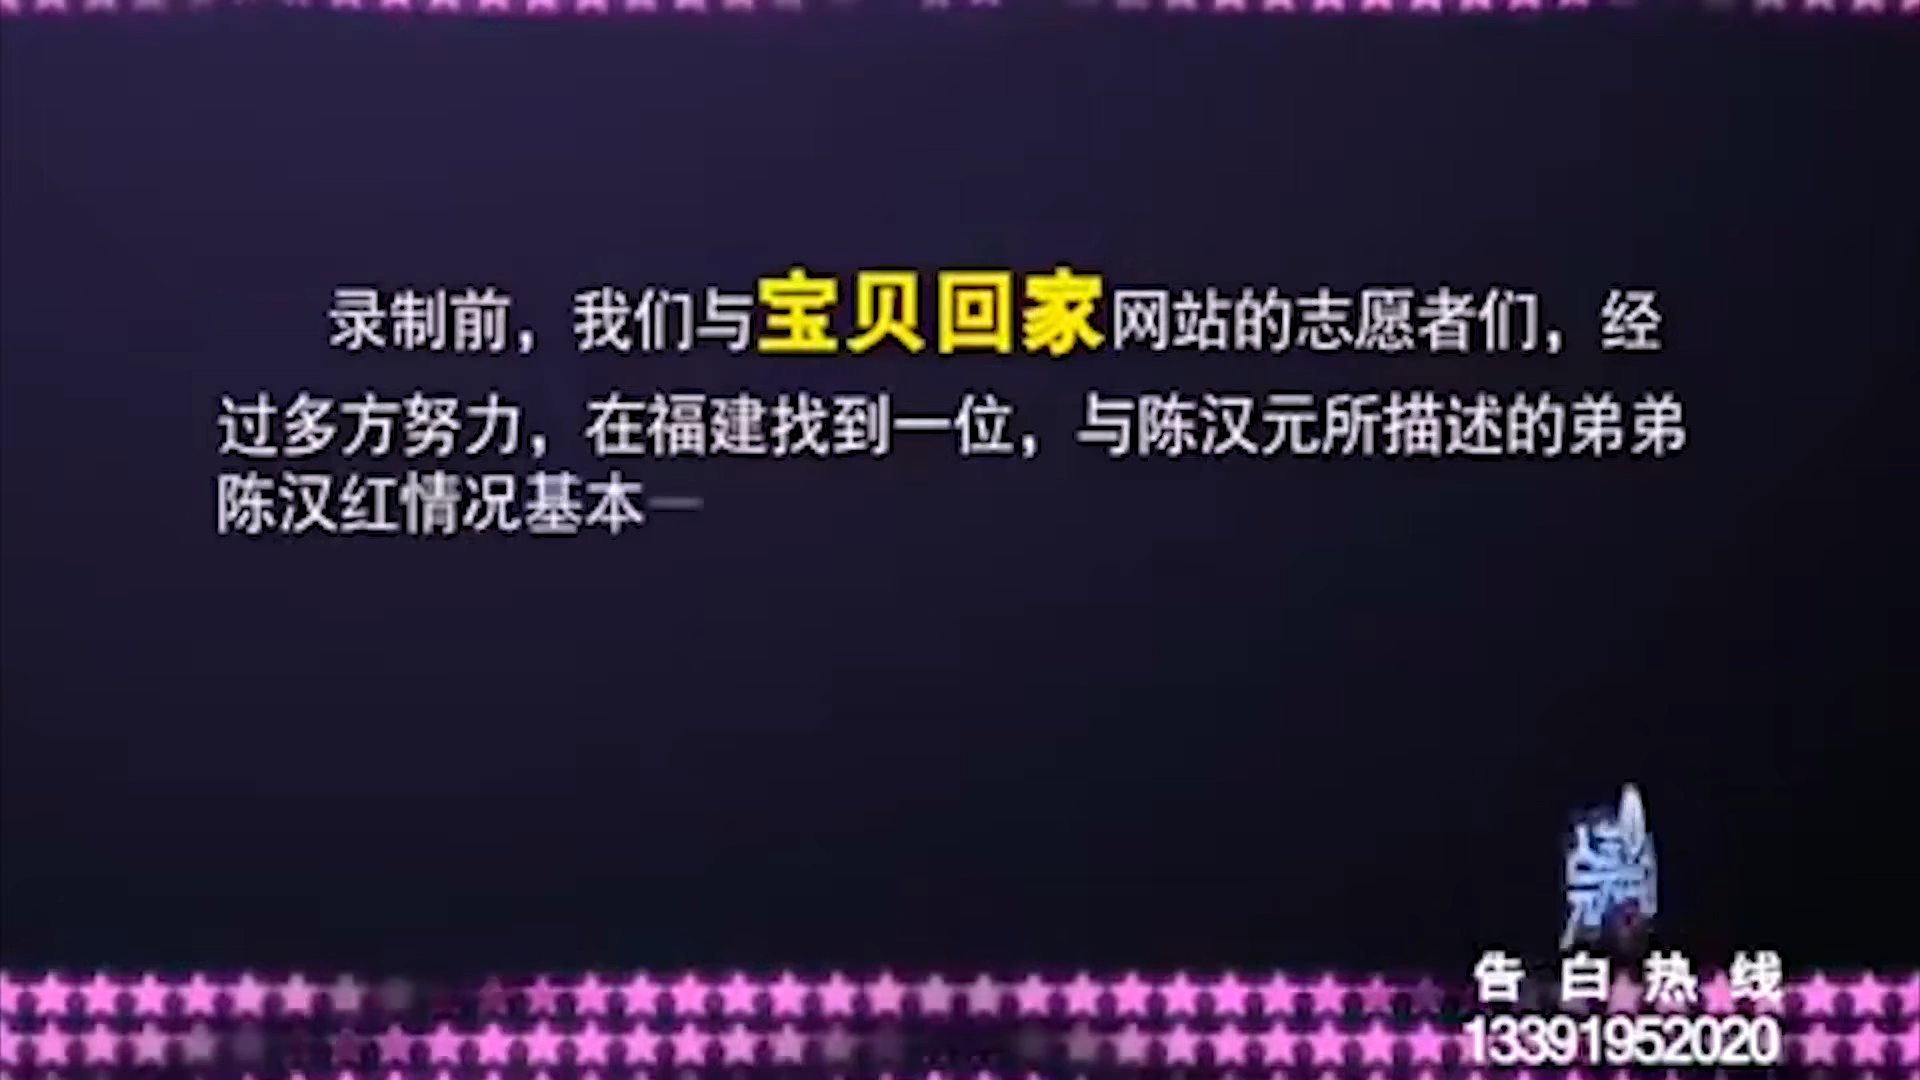 录制前，我们与宝贝回家网站的志愿者们，经
过多方努力，在福建找到一位，与陈汉元所描述的弟弟
陈汉红情况基本一
告白热线
13391952020